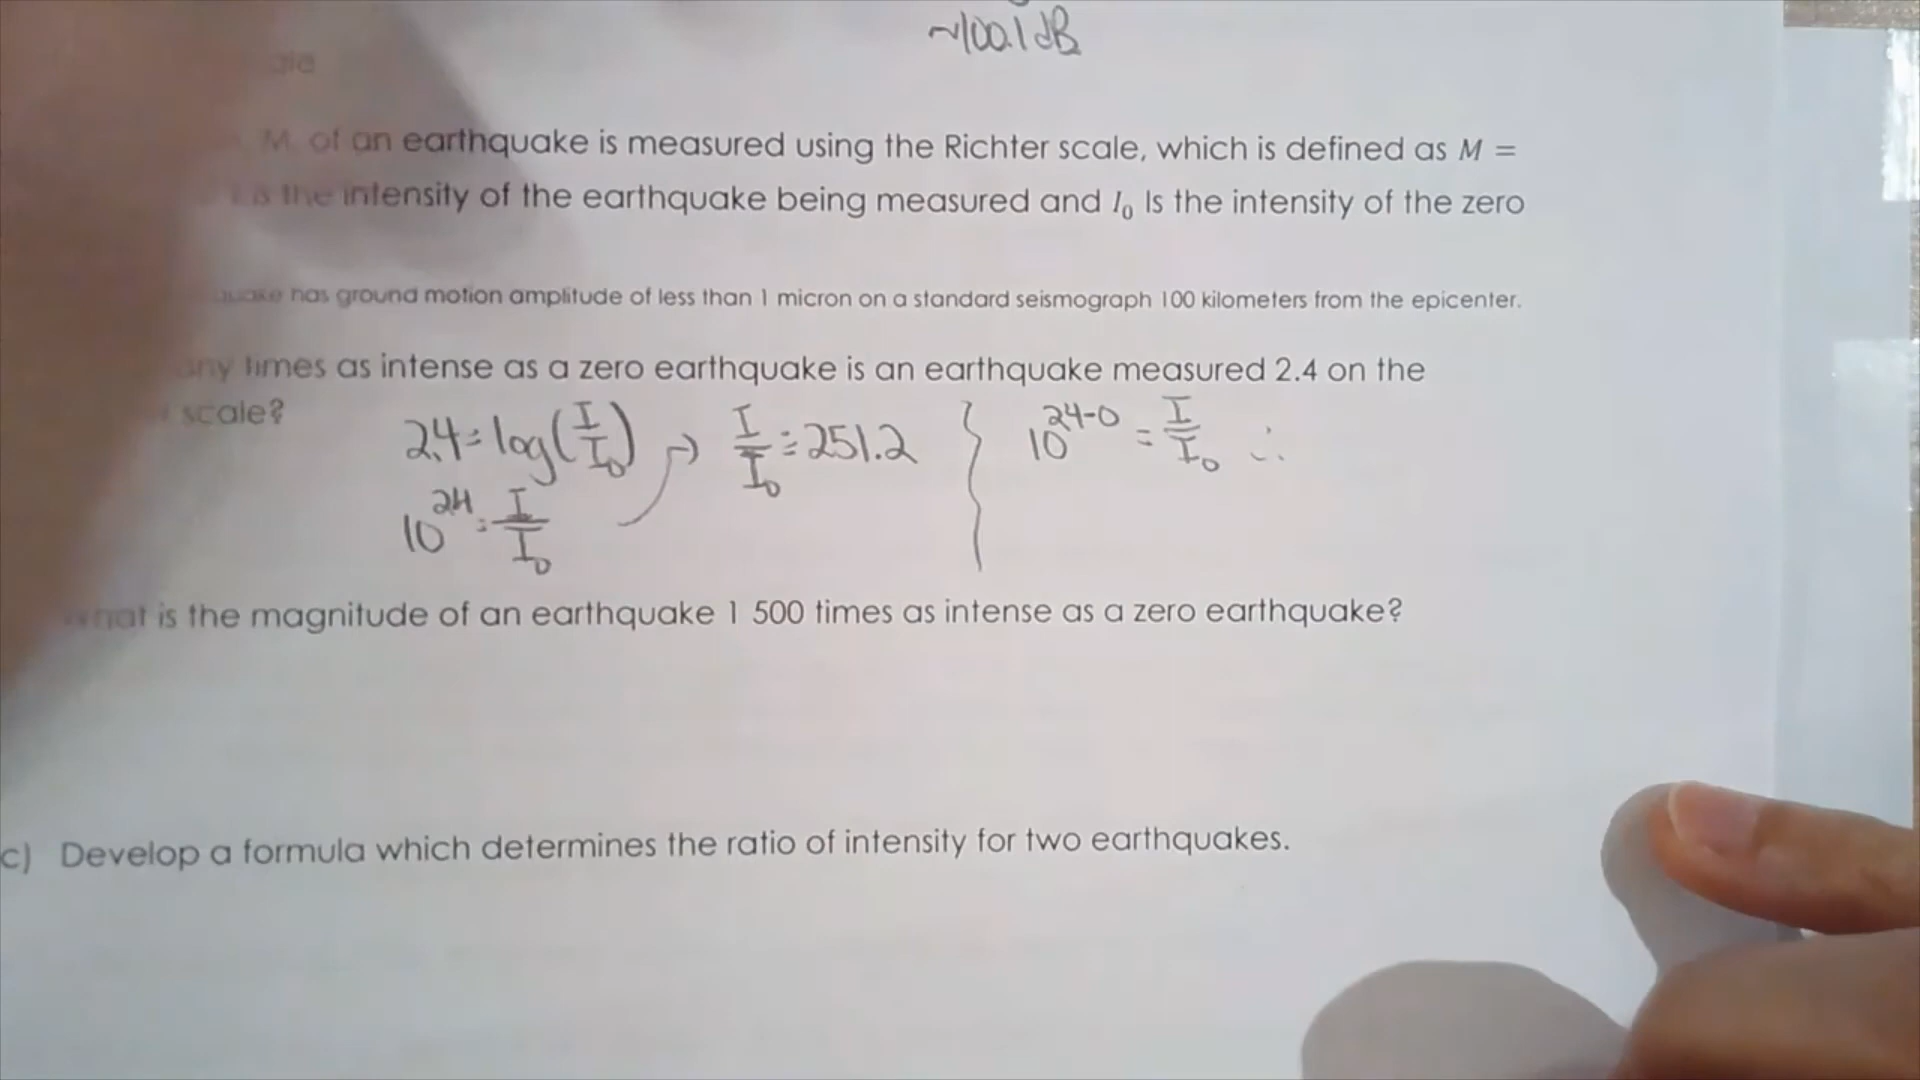 ~100.1 dB
M, of an earthquake is measured using the Richter scale, which is defined as M =
I is the intensity of the earthquake being measured and I₀ Is the intensity of the zero
quake has ground motion amplitude of less than 1 micron on a standard seismograph 100 kilometers from the epicenter.
any times as intense as a zero earthquake is an earthquake measured 2.4 on the
scale?
2.4 = log(I/I₀) → I/I₀ ≐ 251.2 10^2.4-0 = I/I₀ ∴
10^2.4 = I/I₀
What is the magnitude of an earthquake 1 500 times as intense as a zero earthquake?
c) Develop a formula which determines the ratio of intensity for two earthquakes.